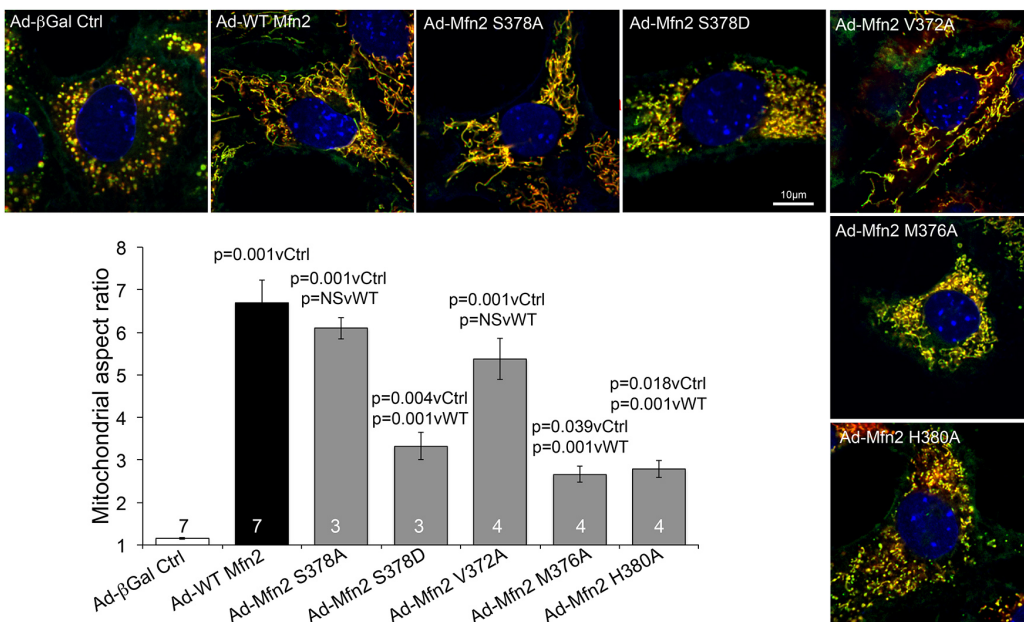 Ad-βGal Ctrl
Ad-WT Mfn2
Ad-Mfn2 S378A
Ad-Mfn2 S378D
Ad-Mfn2 V372A
10μm
Ad-Mfn2 M376A
Ad-Mfn2 H380A
Mitochondrial aspect ratio
8
7
6
5
4
3
2
1
p=0.001vCtrl
p=0.001vCtrl
p=NSvWT
p=0.004vCtrl
p=0.001vWT
p=0.001vCtrl
p=NSvWT
p=0.039vCtrl
p=0.001vWT
p=0.018vCtrl
p=0.001vWT
7
7
3
3
4
4
4
Ad-βGal Ctrl
Ad-WT Mfn2
Ad-Mfn2 S378A
Ad-Mfn2 S378D
Ad-Mfn2 V372A
Ad-Mfn2 M376A
Ad-Mfn2 H380A